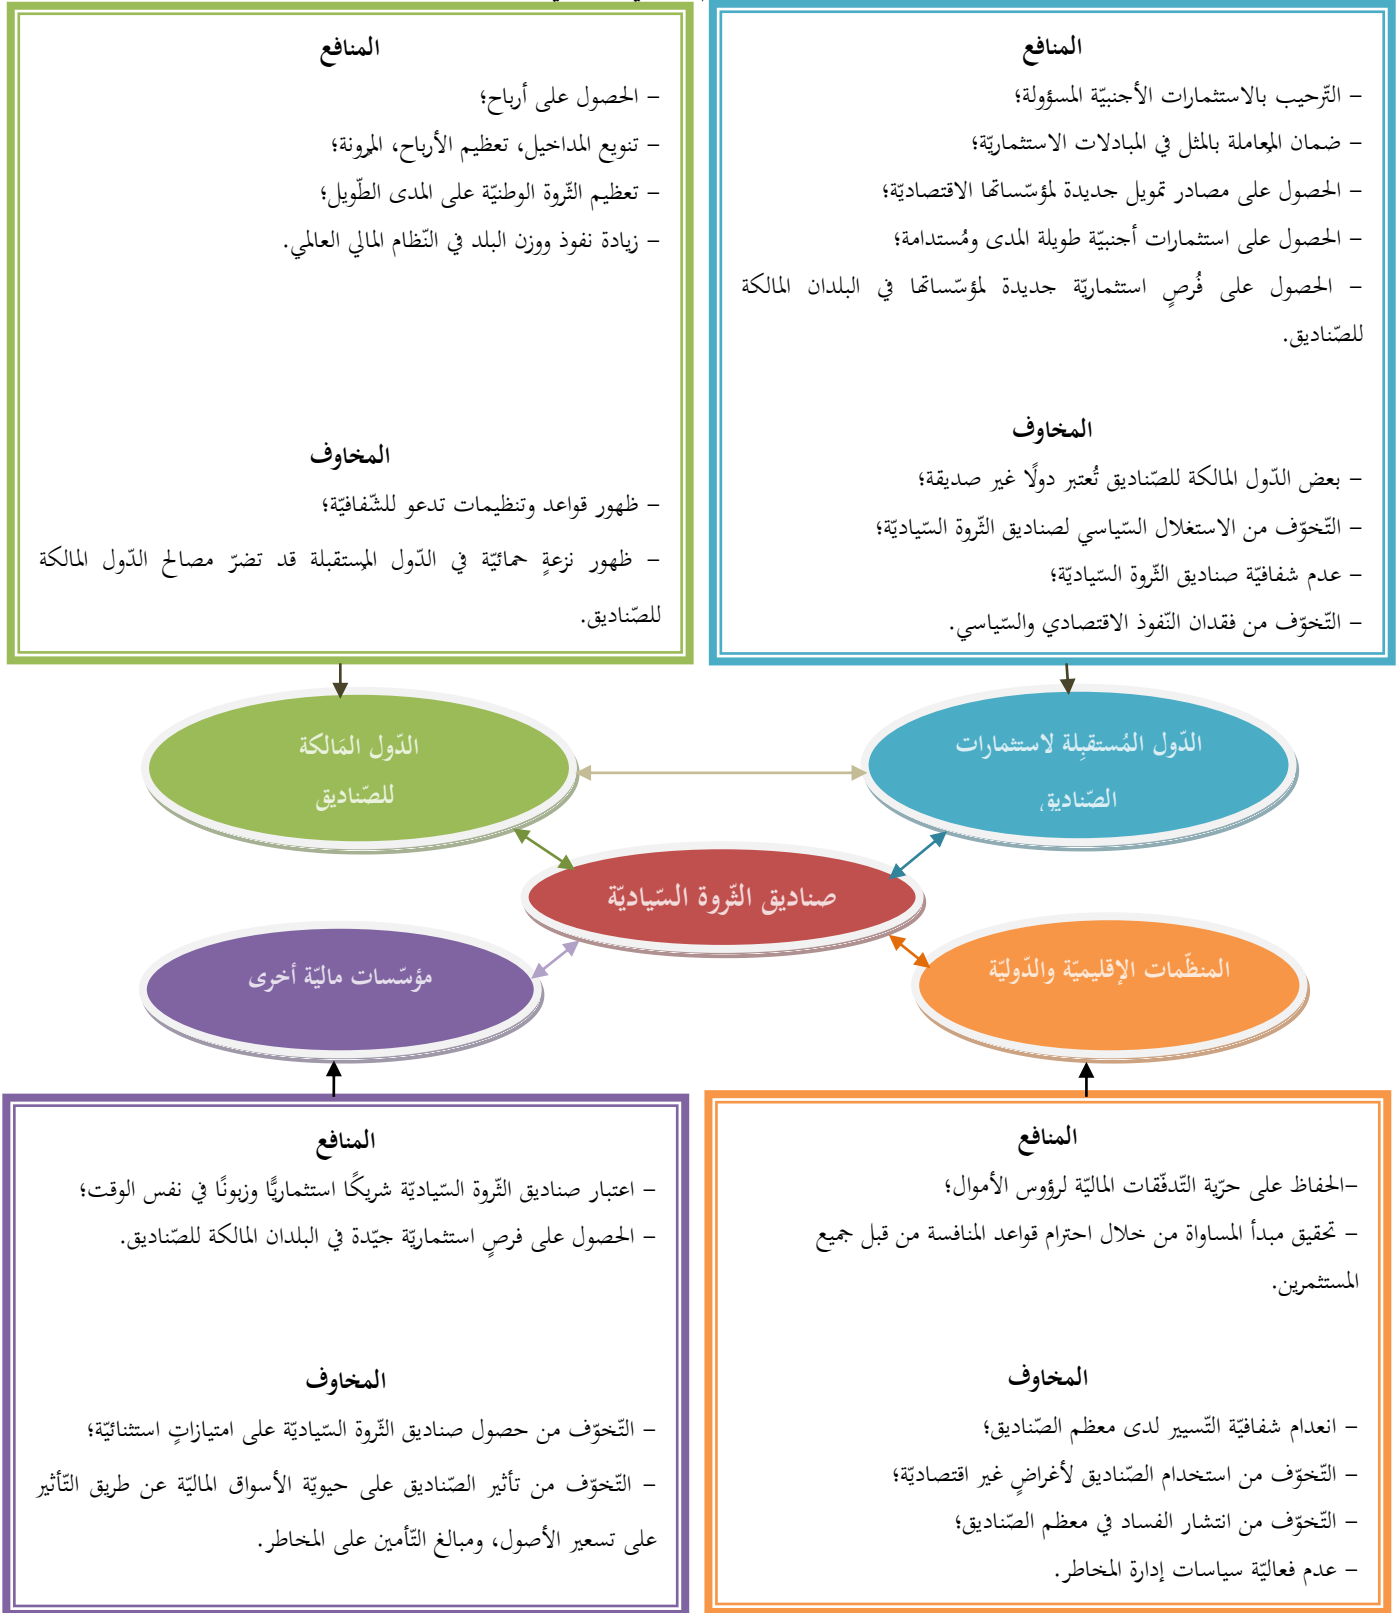 المنافع
– التّرحيب بالاستثمارات الأجنبيّة المسؤولة؛
– ضمان المُعاملة بالمثل في المبادلات الاستثماريّة؛
– الحصول على مصادر تمويل جديدة لمؤسّساتها الاقتصاديّة؛
– الحصول على استثمارات أجنبيّة طويلة المدى ومُستدامة؛
– الحصول على فُرصٍ استثماريّة جديدة لمؤسّساتها في البلدان المالكة
للصّناديق.
المخاوف
– بعض الدّول المالكة للصّناديق تُعتبر دولًا غير صديقة؛
– التّخوّف من الاستغلال السّياسي لصناديق الثّروة السّياديّة؛
– عدم شفافيّة صناديق الثّروة السّياديّة؛
– التّخوّف من فقدان النّفوذ الاقتصادي والسّياسي.
المنافع
– الحصول على أرباح؛
– تنويع المداخيل، تعظيم الأرباح، المُرونة؛
– تعظيم الثّروة الوطنيّة على المدى الطّويل؛
– زيادة نفوذ ووزن البلد في النّظام المالي العالمي.
المخاوف
– ظهور قواعد وتنظيمات تدعو للشّفافيّة؛
– ظهور نزعةٍ حمائيّة في الدّول المُستقبلة قد تضرّ مصالح الدّول المالكة
للصّناديق.
الدّول المُستقبِلة لاستثمارات
الصّناديق
الدّول المَالكة
للصّناديق
صناديق الثّروة السّياديّة
المنظّمات الإقليميّة والدّوليّة
مؤسّسات ماليّة أخرى
المنافع
–الحفاظ على حرّية التّدفّقات الماليّة لرؤوس الأموال؛
– تحقيق مبدأ المساواة من خلال احترام قواعد المنافسة من قبل جميع
المستثمرين.
المخاوف
– انعدام شفافيّة التّسيير لدى معظم الصّناديق؛
– التّخوّف من استخدام الصّناديق لأغراضٍ غير اقتصاديّة؛
– التّخوّف من انتشار الفساد في معظم الصّناديق؛
– عدم فعاليّة سياسات إدارة المخاطر.
المنافع
– اعتبار صناديق الثّروة السّياديّة شريكًا استثماريًّا وزبونًا في نفس الوقت؛
– الحصول على فرصٍ استثماريّة جيّدة في البلدان المالكة للصّناديق.
المخاوف
– التّخوّف من حصول صناديق الثّروة السّياديّة على امتيازاتٍ استثنائيّة؛
– التّخوّف من تأثير الصّناديق على حيويّة الأسواق الماليّة عن طريق التّأثير
على تسعير الأصول، ومبالغ التّأمين على المخاطر.